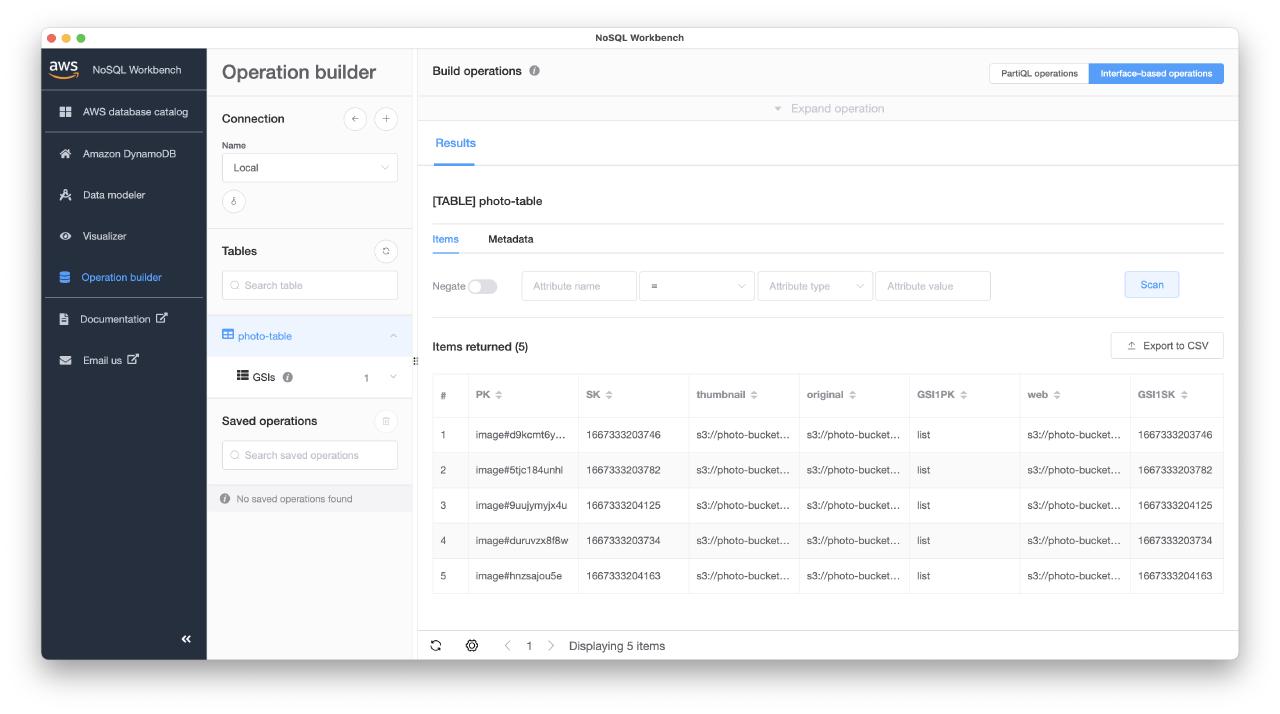 NoSQL Workbench
aws NoSQL Workbench
AWS database catalog
Amazon DynamoDB
Data modeler
Visualizer
Operation builder
Documentation
Email us
Operation builder
Connection
Name
Local
Tables
Search table
photo-table
GSIs 1
Saved operations
Search saved operations
No saved operations found
Build operations
PartiQL operations Interface-based operations
Expand operation
Results
[TABLE] photo-table
Items Metadata
Negate Attribute name = Attribute type Attribute value Scan
Items returned (5) Export to CSV
# PK SK thumbnail original GSI1PK web GSI1SK
1 image#d9kcmt6y... 1667333203746 s3://photo-bucket... s3://photo-bucket... list s3://photo-bucket... 1667333203746
2 image#5tjc184unhl 1667333203782 s3://photo-bucket... s3://photo-bucket... list s3://photo-bucket... 1667333203782
3 image#9uujymyjx4u 1667333204125 s3://photo-bucket... s3://photo-bucket... list s3://photo-bucket... 1667333204125
4 image#duruvzx8f8w 1667333203734 s3://photo-bucket... s3://photo-bucket... list s3://photo-bucket... 1667333203734
5 image#hnzsajou5e 1667333204163 s3://photo-bucket... s3://photo-bucket... list s3://photo-bucket... 1667333204163
1 Displaying 5 items